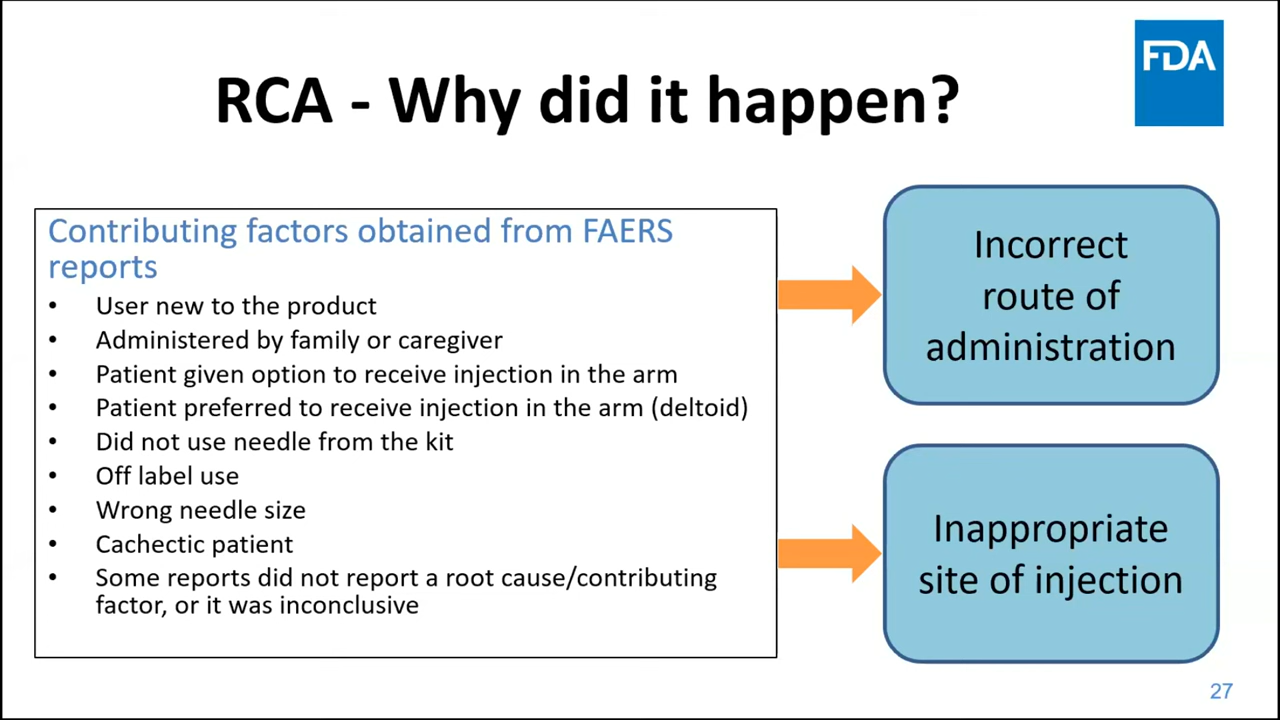 FDA
RCA - Why did it happen?
Contributing factors obtained from FAERS
reports
• User new to the product
• Administered by family or caregiver
• Patient given option to receive injection in the arm
• Patient preferred to receive injection in the arm (deltoid)
• Did not use needle from the kit
• Off label use
• Wrong needle size
• Cachectic patient
• Some reports did not report a root cause/contributing
factor, or it was inconclusive
Incorrect
route of
administration
Inappropriate
site of injection
27